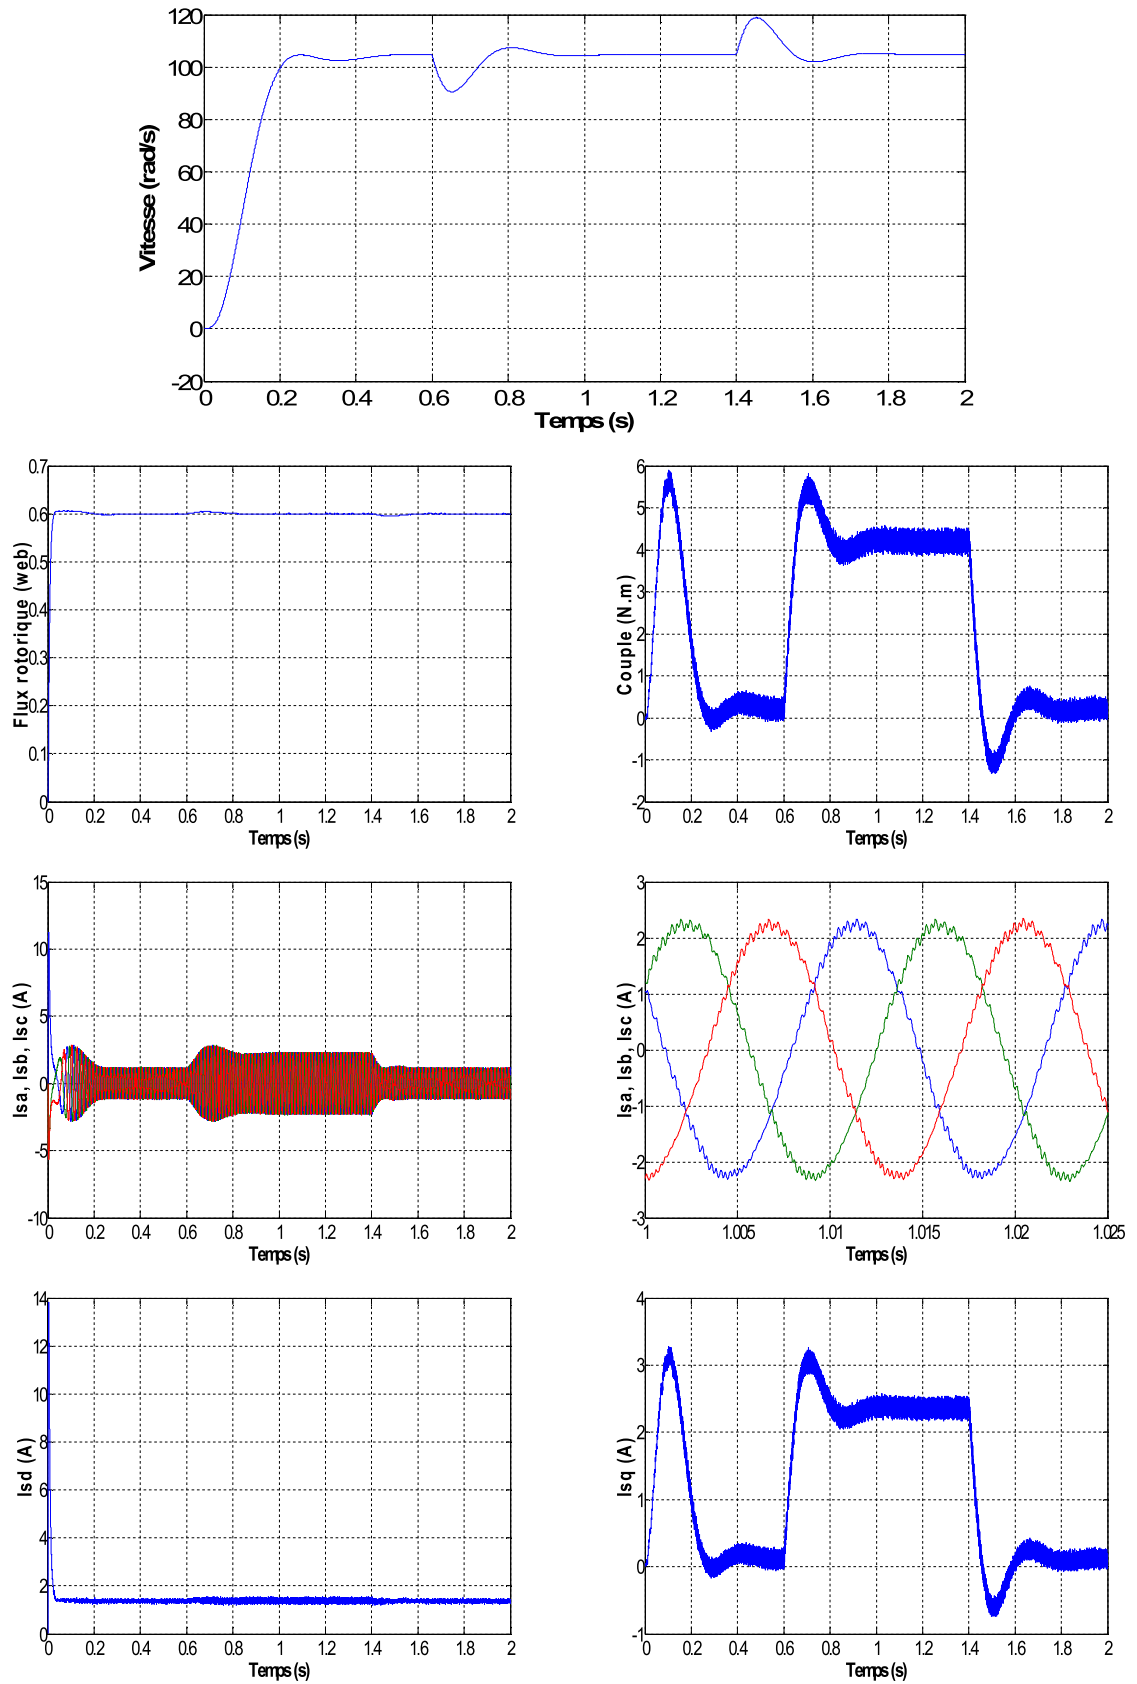 120
100
80
60
40
20
0
-20
Vitesse (rad/s)
0 0.2 0.4 0.6 0.8 1 1.2 1.4 1.6 1.8 2
Temps (s)
0.7
0.6
0.5
0.4
0.3
0.2
0.1
0
Flux rotorique (web)
0 0.2 0.4 0.6 0.8 1 1.2 1.4 1.6 1.8 2
Temps (s)
6
5
4
3
2
1
0
-1
-2
Couple (N.m)
0 0.2 0.4 0.6 0.8 1 1.2 1.4 1.6 1.8 2
Temps (s)
15
10
5
0
-5
-10
Isa, Isb, Isc (A)
0 0.2 0.4 0.6 0.8 1 1.2 1.4 1.6 1.8 2
Temps (s)
3
2
1
0
-1
-2
-3
Isa, Isb, Isc (A)
1 1.005 1.01 1.015 1.02 1.025
Temps (s)
14
12
10
8
6
4
2
0
Isd (A)
0 0.2 0.4 0.6 0.8 1 1.2 1.4 1.6 1.8 2
Temps (s)
4
3
2
1
0
-1
Isq (A)
0 0.2 0.4 0.6 0.8 1 1.2 1.4 1.6 1.8 2
Temps (s)